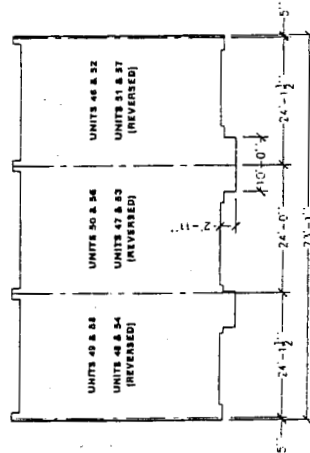 UNITS 49 & 55
UNITS 48 & 54
(REVERSED)
UNITS 50 & 56
UNITS 47 & 53
(REVERSED)
UNITS 46 & 52
UNITS 51 & 57
(REVERSED)
2'-11''
10'-0''
5''
24'-1½''
24'-0''
24'-1½''
5''
73'-1''